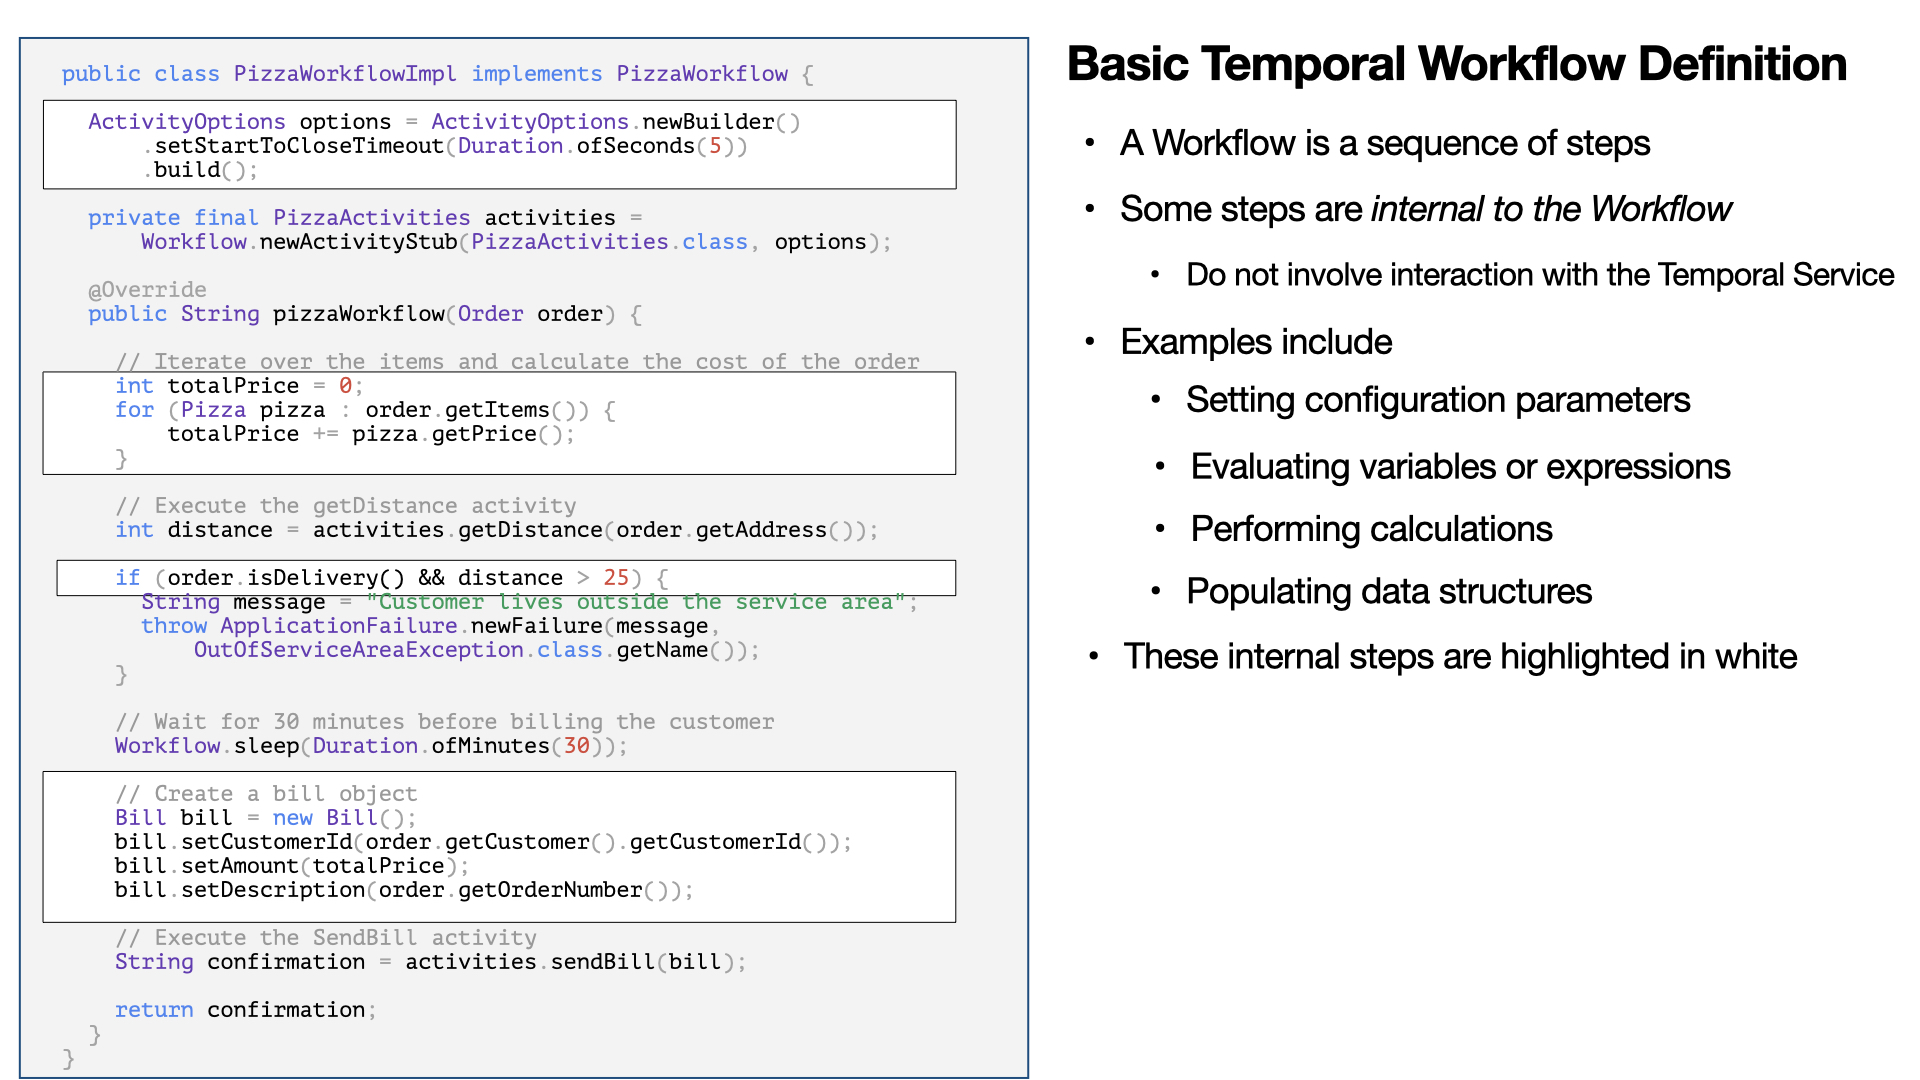 public class PizzaWorkflowImpl implements PizzaWorkflow {
ActivityOptions options = ActivityOptions.newBuilder()
.setStartToCloseTimeout(Duration.ofSeconds(5))
.build();
private final PizzaActivities activities =
Workflow.newActivityStub(PizzaActivities.class, options);
@Override
public String pizzaWorkflow(Order order) {
// Iterate over the items and calculate the cost of the order
int totalPrice = 0;
for (Pizza pizza : order.getItems()) {
totalPrice += pizza.getPrice();
}
// Execute the getDistance activity
int distance = activities.getDistance(order.getAddress());
if (order.isDelivery() && distance > 25) {
String message = "Customer lives outside the service area";
throw ApplicationFailure.newFailure(message,
OutOfServiceAreaException.class.getName());
}
// Wait for 30 minutes before billing the customer
Workflow.sleep(Duration.ofMinutes(30));
// Create a bill object
Bill bill = new Bill();
bill.setCustomerId(order.getCustomer().getCustomerId());
bill.setAmount(totalPrice);
bill.setDescription(order.getOrderNumber());
// Execute the SendBill activity
String confirmation = activities.sendBill(bill);
return confirmation;
}
}
Basic Temporal Workflow Definition
• A Workflow is a sequence of steps
• Some steps are internal to the Workflow
• Do not involve interaction with the Temporal Service
• Examples include
• Setting configuration parameters
• Evaluating variables or expressions
• Performing calculations
• Populating data structures
• These internal steps are highlighted in white